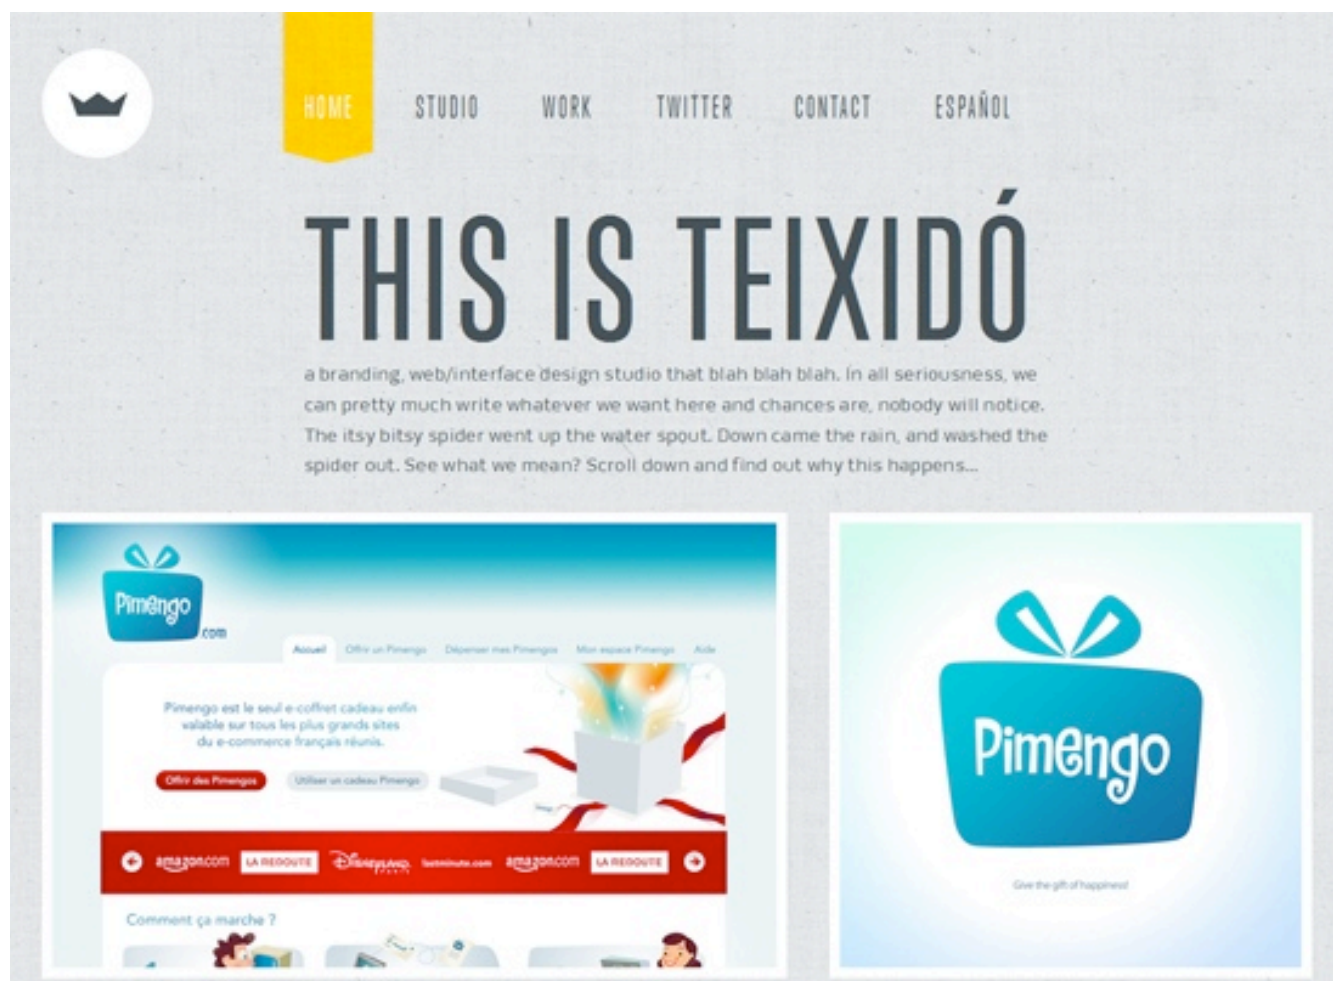 HOME STUDIO WORK TWITTER CONTACT ESPAÑOL
THIS IS TEIXIDÓ
a branding, web/interface design studio that blah blah blah. In all seriousness, we
can pretty much write whatever we want here and chances are, nobody will notice.
The itsy bitsy spider went up the water spout. Down came the rain, and washed the
spider out. See what we mean? Scroll down and find out why this happens...
Pimengo
.com
Accueil Offrir un Pimengo Dépenser mes Pimengos Mon espace Pimengo Aide
Pimengo est le seul e-coffret cadeau enfin
valable sur tous les plus grands sites
du e-commerce français réunis.
Offrir des Pimengos Utiliser un cadeau Pimengo
amazon.com LA REDOUTE Disneyland PARIS lastminute.com amazon.com LA REDOUTE
Comment ça marche ?
Pimengo
Give the gift of happiness!